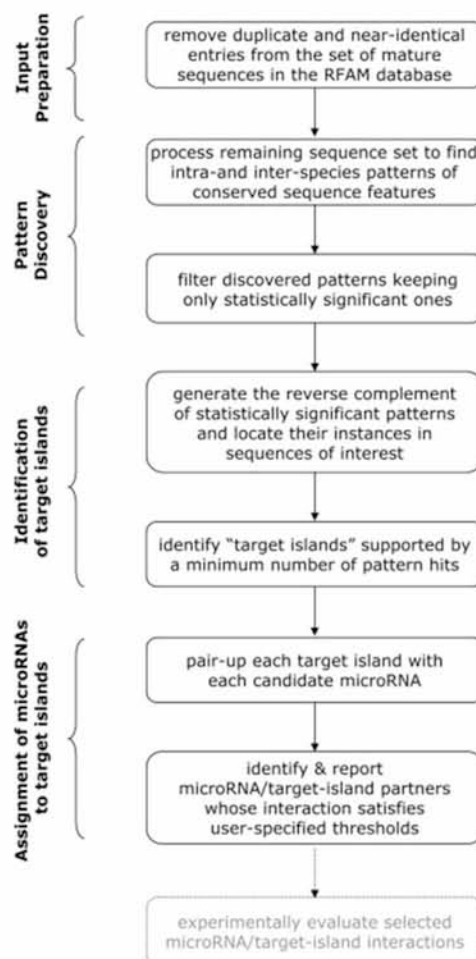 Input
Preparation
remove duplicate and near-identical
entries from the set of mature
sequences in the RFAM database
Pattern
Discovery
process remaining sequence set to find
intra-and inter-species patterns of
conserved sequence features
filter discovered patterns keeping
only statistically significant ones
Identification
of target islands
generate the reverse complement
of statistically significant patterns
and locate their instances in
sequences of interest
identify “target islands” supported by
a minimum number of pattern hits
Assignment of microRNAs
to target islands
pair-up each target island with
each candidate microRNA
identify & report
microRNA/target-island partners
whose interaction satisfies
user-specified thresholds
experimentally evaluate selected
microRNA/target-island interactions